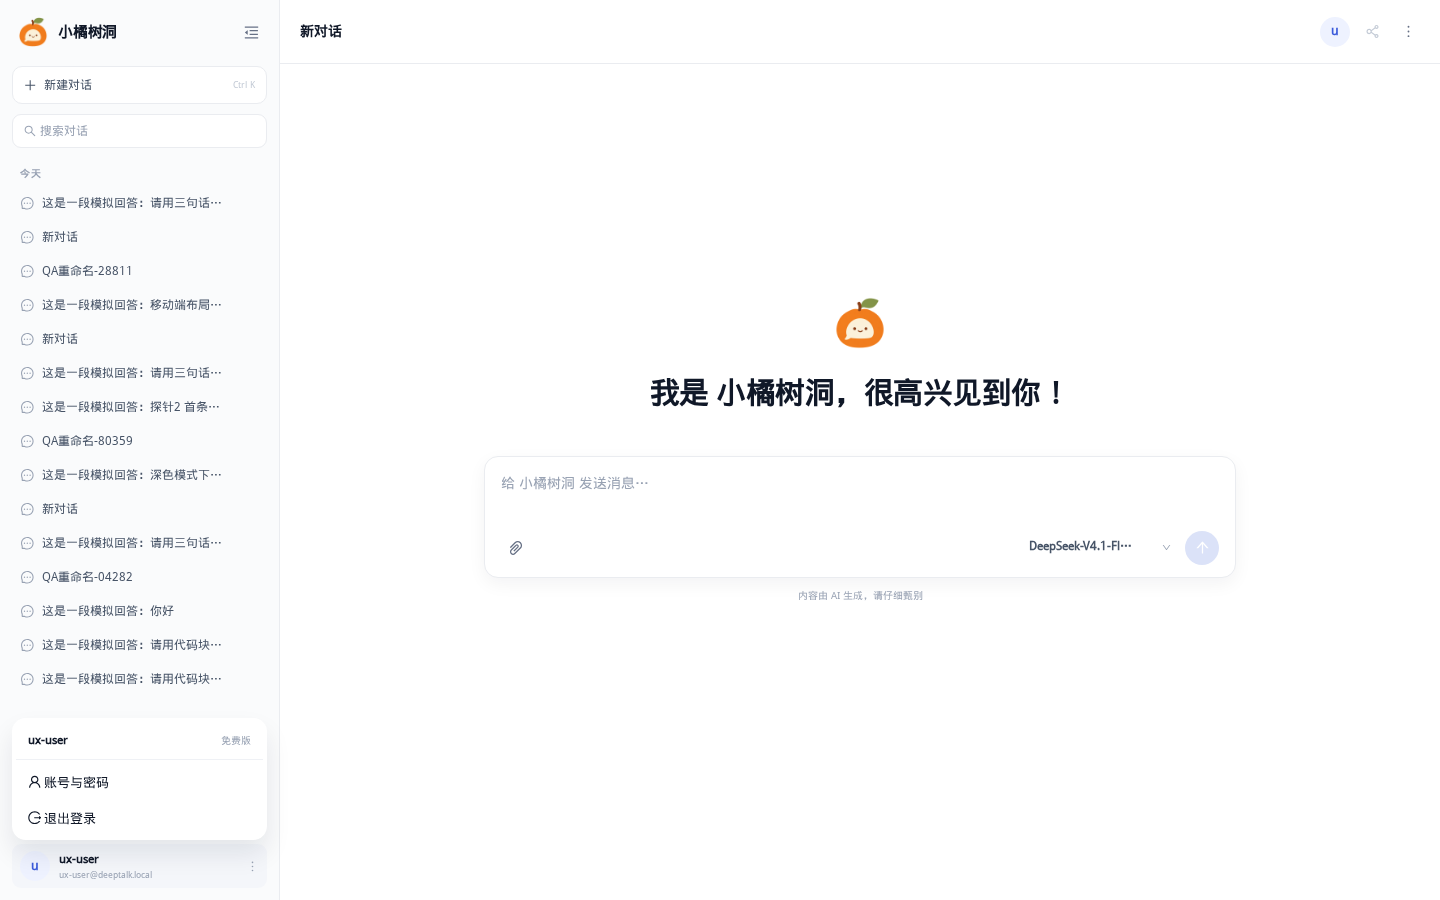 小橘树洞
新建对话
Ctrl K
搜索对话
今天
这是一段模拟回答：请用三句话…
新对话
QA重命名-28811
这是一段模拟回答：移动端布局…
新对话
这是一段模拟回答：请用三句话…
这是一段模拟回答：探针2 首条…
QA重命名-80359
这是一段模拟回答：深色模式下…
新对话
这是一段模拟回答：请用三句话…
QA重命名-04282
这是一段模拟回答：你好
这是一段模拟回答：请用代码块…
这是一段模拟回答：请用代码块…
ux-user
免费版
账号与密码
退出登录
u
ux-user
ux-user@deeptalk.local
新对话
u
我是 小橘树洞，很高兴见到你！
给 小橘树洞 发送消息…
DeepSeek-V4.1-Fl…
内容由 AI 生成，请仔细甄别